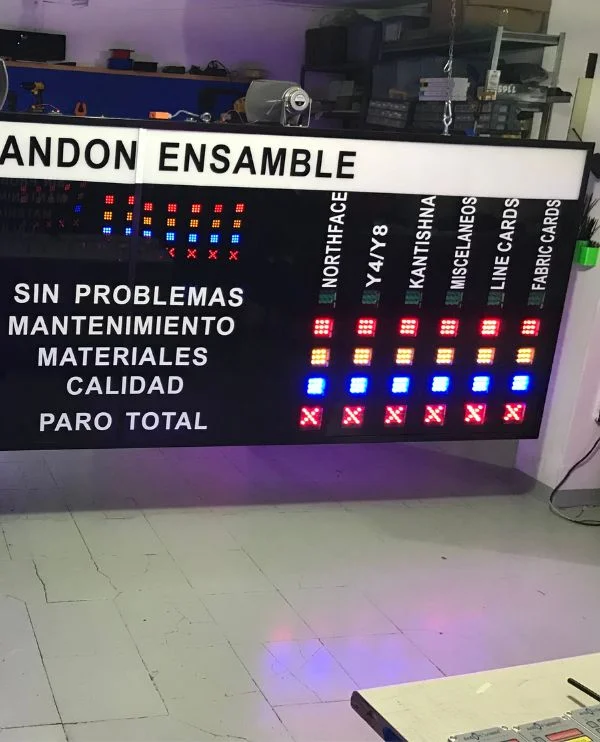 ANDON ENSAMBLE
NORTHFACE
Y4/Y8
KANTISHNA
MISCELANEOS
LINE CARDS
FABRIC CARDS
SIN PROBLEMAS
MANTENIMIENTO
MATERIALES
CALIDAD
PARO TOTAL